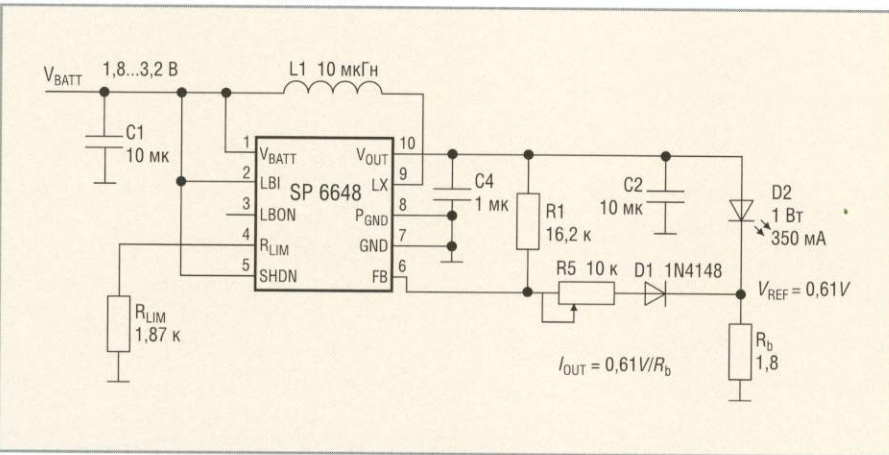 V_BATT 1,8...3,2 В
L1 10 мкГн
C1
10 мк
1 V_BATT
2 LBI
3 LBON
4 R_LIM
5 SHDN
SP 6648
V_OUT 10
LX 9
P_GND 8
GND 7
FB 6
C4
1 мк
R1
16,2 к
C2
10 мк
D2
1 Вт
350 мА
R5 10 к
D1 1N4148
V_REF = 0,61V
R_LIM
1,87 к
I_OUT = 0,61V/R_b
R_b
1,8